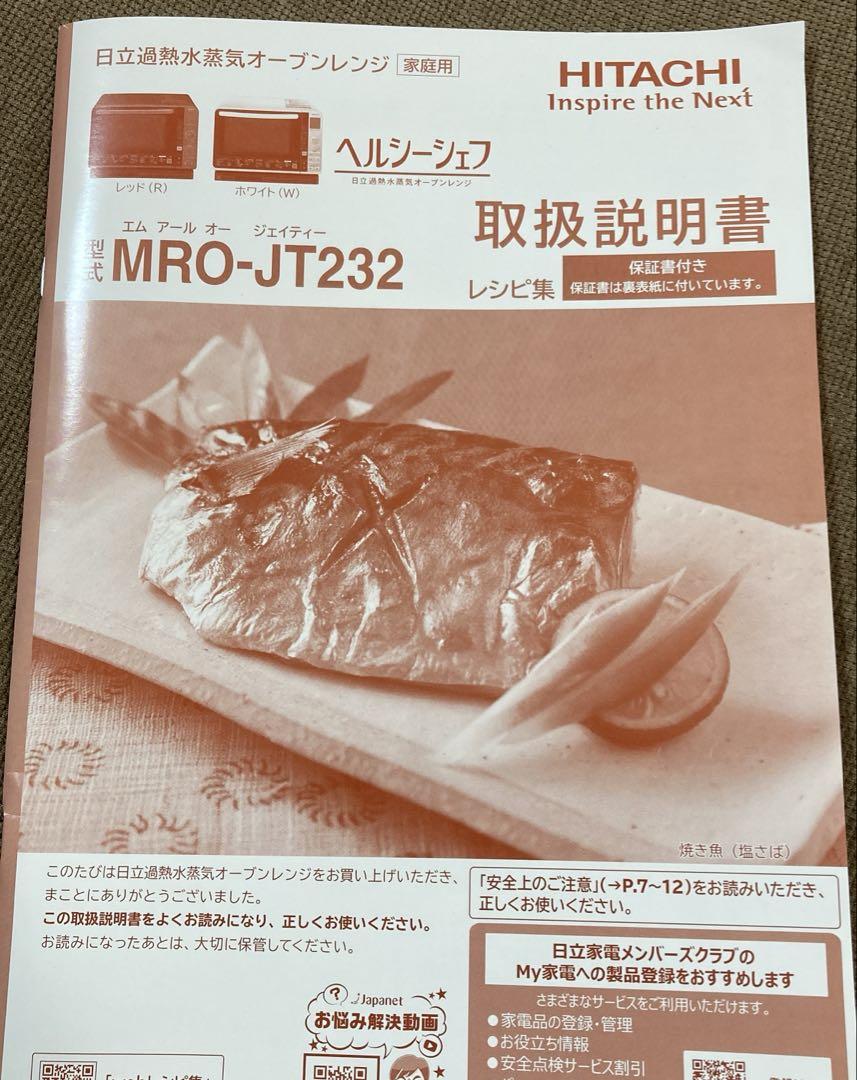 日立過熱水蒸気オーブンレンジ 家庭用
HITACHI
Inspire the Next
レッド（R）
ホワイト（W）
ヘルシーシェフ
日立過熱水蒸気オーブンレンジ
エム アール オー ジェイティー
型式 MRO-JT232
取扱説明書
レシピ集
保証書付き
保証書は裏表紙に付いています。
焼き魚（塩さば）
このたびは日立過熱水蒸気オーブンレンジをお買い上げいただき、
まことにありがとうございました。
この取扱説明書をよくお読みになり、正しくお使いください。
お読みになったあとは、大切に保管してください。
「安全上のご注意」(→P.7～12)をお読みいただき、
正しくお使いください。
日立家電メンバーズクラブの
My家電への製品登録をおすすめします
さまざまなサービスをご利用いただけます。
●家電品の登録・管理
●お役立ち情報
●安全点検サービス割引
?
Japanet
お悩み解決動画